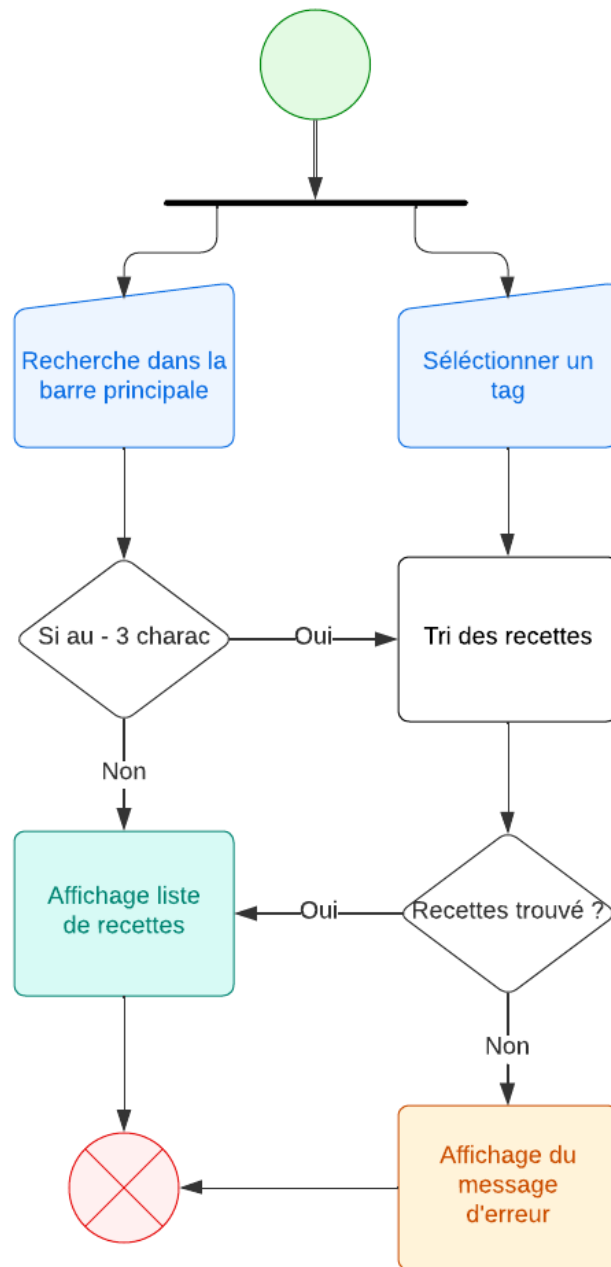 Recherche dans la
barre principale
Séléctionner un
tag
Si au - 3 charac
Oui
Tri des recettes
Non
Affichage liste
de recettes
Oui
Recettes trouvé ?
Non
Affichage du
message
d'erreur